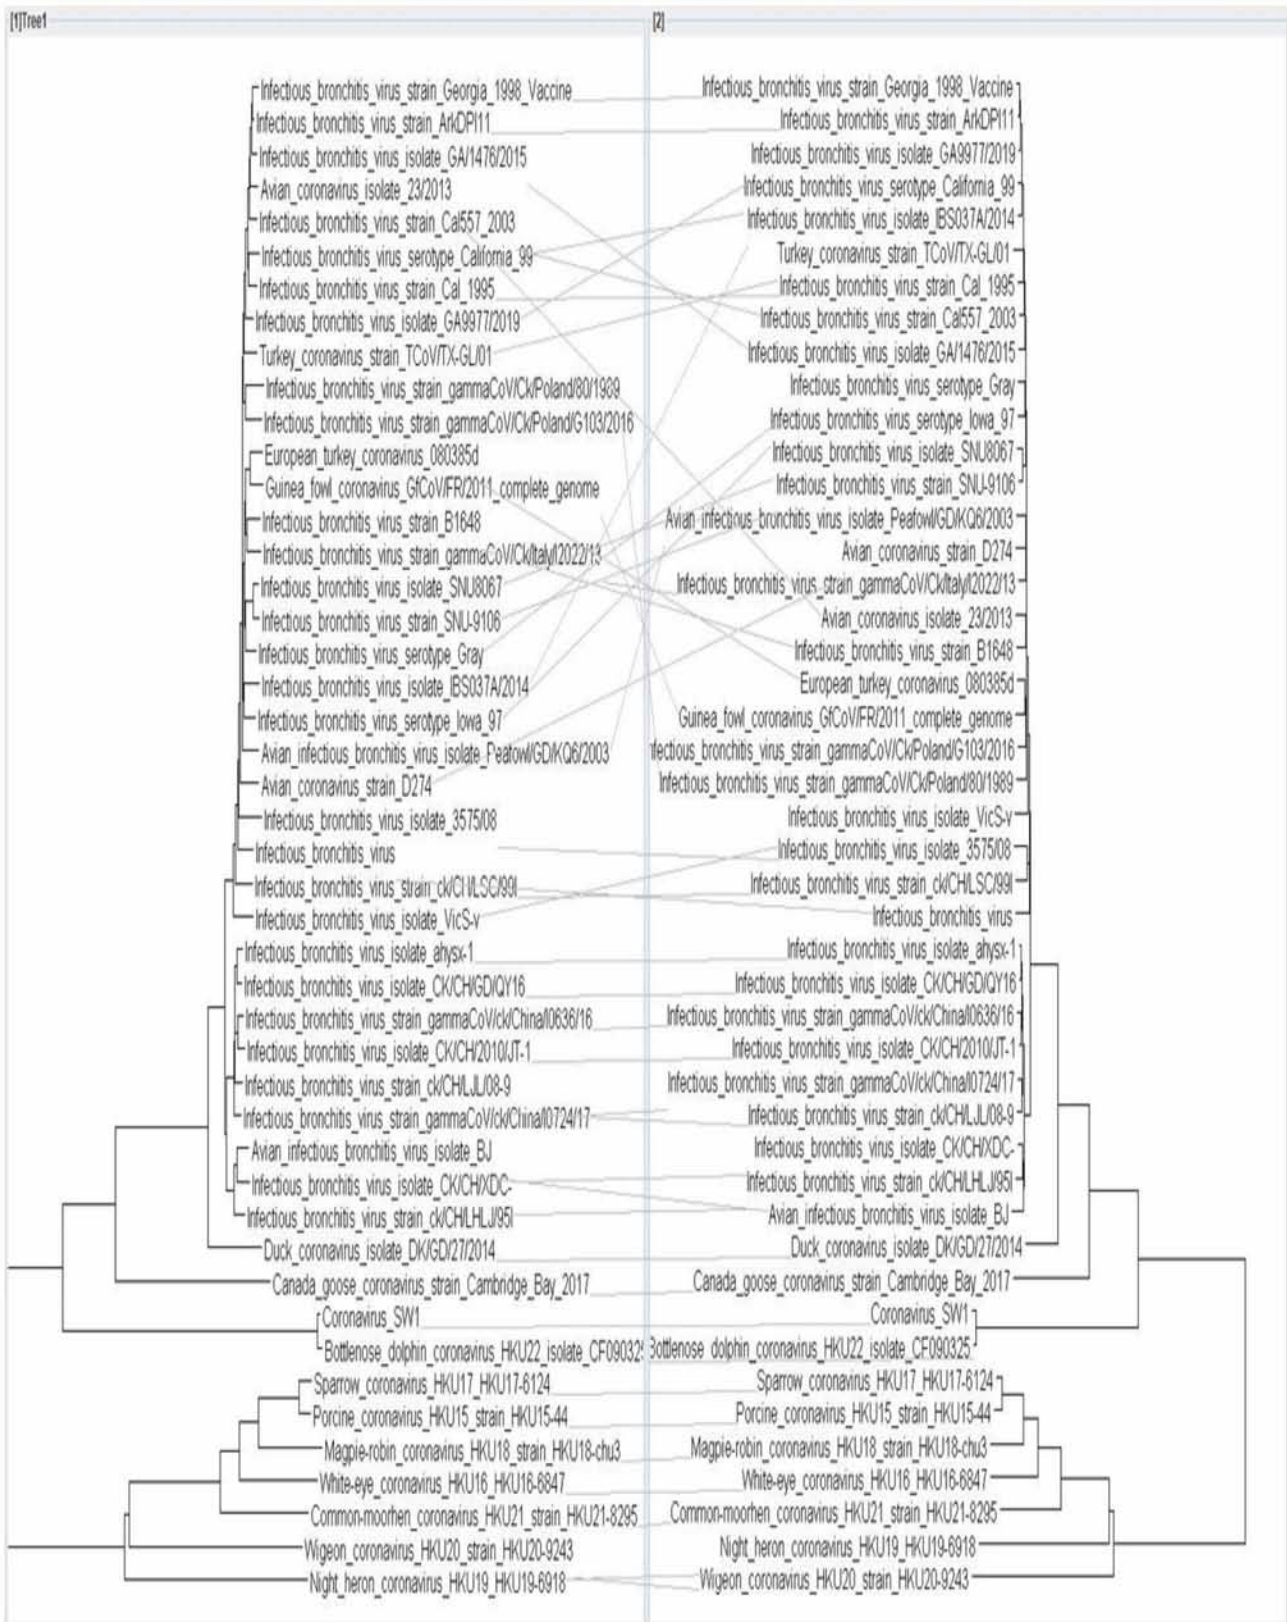 [1]Tree1
Infectious_bronchitis_virus_strain_Georgia_1998_Vaccine
Infectious_bronchitis_virus_strain_ArkDPI11
Infectious_bronchitis_virus_isolate_GA/1476/2015
Avian_coronavirus_isolate_23/2013
Infectious_bronchitis_virus_strain_Cal557_2003
Infectious_bronchitis_virus_serotype_California_99
Infectious_bronchitis_virus_strain_Cal_1995
Infectious_bronchitis_virus_isolate_GA9977/2019
Turkey_coronavirus_strain_TCoV/TX-GL/01
Infectious_bronchitis_virus_strain_gammaCoV/Ck/Poland/80/1989
Infectious_bronchitis_virus_strain_gammaCoV/Ck/Poland/G103/2016
European_turkey_coronavirus_080385d
Guinea_fowl_coronavirus_GfCoV/FR/2011_complete_genome
Infectious_bronchitis_virus_strain_B1648
Infectious_bronchitis_virus_strain_gammaCoV/Ck/Italy/I2022/13
Infectious_bronchitis_virus_isolate_SNU8067
Infectious_bronchitis_virus_strain_SNU-9106
Infectious_bronchitis_virus_serotype_Gray
Infectious_bronchitis_virus_isolate_IBS037A/2014
Infectious_bronchitis_virus_serotype_Iowa_97
Avian_infectious_bronchitis_virus_isolate_Peafowl/GD/KQ6/2003
Avian_coronavirus_strain_D274
Infectious_bronchitis_virus_isolate_3575/08
Infectious_bronchitis_virus
Infectious_bronchitis_virus_strain_ck/CH/LSC/99I
Infectious_bronchitis_virus_isolate_VicS-v
Infectious_bronchitis_virus_isolate_ahysx-1
Infectious_bronchitis_virus_isolate_CK/CH/GD/QY16
Infectious_bronchitis_virus_strain_gammaCoV/ck/China/I0636/16
Infectious_bronchitis_virus_isolate_CK/CH/2010/JT-1
Infectious_bronchitis_virus_strain_ck/CH/LJL/08-9
Infectious_bronchitis_virus_strain_gammaCoV/ck/China/I0724/17
Avian_infectious_bronchitis_virus_isolate_BJ
Infectious_bronchitis_virus_isolate_CK/CH/XDC-
Infectious_bronchitis_virus_strain_ck/CH/LHLJ/95I
Duck_coronavirus_isolate_DK/GD/27/2014
Canada_goose_coronavirus_strain_Cambridge_Bay_2017
Coronavirus_SW1
Bottlenose_dolphin_coronavirus_HKU22_isolate_CF090325
Sparrow_coronavirus_HKU17_HKU17-6124
Porcine_coronavirus_HKU15_strain_HKU15-44
Magpie-robin_coronavirus_HKU18_strain_HKU18-chu3
White-eye_coronavirus_HKU16_HKU16-6847
Common-moorhen_coronavirus_HKU21_strain_HKU21-8295
Wigeon_coronavirus_HKU20_strain_HKU20-9243
Night_heron_coronavirus_HKU19_HKU19-6918
[2]
Infectious_bronchitis_virus_strain_Georgia_1998_Vaccine
Infectious_bronchitis_virus_strain_ArkDPI11
Infectious_bronchitis_virus_isolate_GA9977/2019
Infectious_bronchitis_virus_serotype_California_99
Infectious_bronchitis_virus_isolate_IBS037A/2014
Turkey_coronavirus_strain_TCoV/TX-GL/01
Infectious_bronchitis_virus_strain_Cal_1995
Infectious_bronchitis_virus_strain_Cal557_2003
Infectious_bronchitis_virus_isolate_GA/1476/2015
Infectious_bronchitis_virus_serotype_Gray
Infectious_bronchitis_virus_serotype_Iowa_97
Infectious_bronchitis_virus_isolate_SNU8067
Infectious_bronchitis_virus_strain_SNU-9106
Avian_infectious_bronchitis_virus_isolate_Peafowl/GD/KQ6/2003
Avian_coronavirus_strain_D274
Infectious_bronchitis_virus_strain_gammaCoV/Ck/Italy/I2022/13
Avian_coronavirus_isolate_23/2013
Infectious_bronchitis_virus_strain_B1648
European_turkey_coronavirus_080385d
Guinea_fowl_coronavirus_GfCoV/FR/2011_complete_genome
nfectious_bronchitis_virus_strain_gammaCoV/Ck/Poland/G103/2016
Infectious_bronchitis_virus_strain_gammaCoV/Ck/Poland/80/1989
Infectious_bronchitis_virus_isolate_VicS-v
Infectious_bronchitis_virus_isolate_3575/08
Infectious_bronchitis_virus_strain_ck/CH/LSC/99I
Infectious_bronchitis_virus
Infectious_bronchitis_virus_isolate_ahysx-1
Infectious_bronchitis_virus_isolate_CK/CH/GD/QY16
Infectious_bronchitis_virus_strain_gammaCoV/ck/China/I0636/16
Infectious_bronchitis_virus_isolate_CK/CH/2010/JT-1
Infectious_bronchitis_virus_strain_gammaCoV/ck/China/I0724/17
Infectious_bronchitis_virus_strain_ck/CH/LJL/08-9
Infectious_bronchitis_virus_isolate_CK/CH/XDC-
Infectious_bronchitis_virus_strain_ck/CH/LHLJ/95I
Avian_infectious_bronchitis_virus_isolate_BJ
Duck_coronavirus_isolate_DK/GD/27/2014
Canada_goose_coronavirus_strain_Cambridge_Bay_2017
Coronavirus_SW1
Bottlenose_dolphin_coronavirus_HKU22_isolate_CF090325
Sparrow_coronavirus_HKU17_HKU17-6124
Porcine_coronavirus_HKU15_strain_HKU15-44
Magpie-robin_coronavirus_HKU18_strain_HKU18-chu3
White-eye_coronavirus_HKU16_HKU16-6847
Common-moorhen_coronavirus_HKU21_strain_HKU21-8295
Night_heron_coronavirus_HKU19_HKU19-6918
Wigeon_coronavirus_HKU20_strain_HKU20-9243